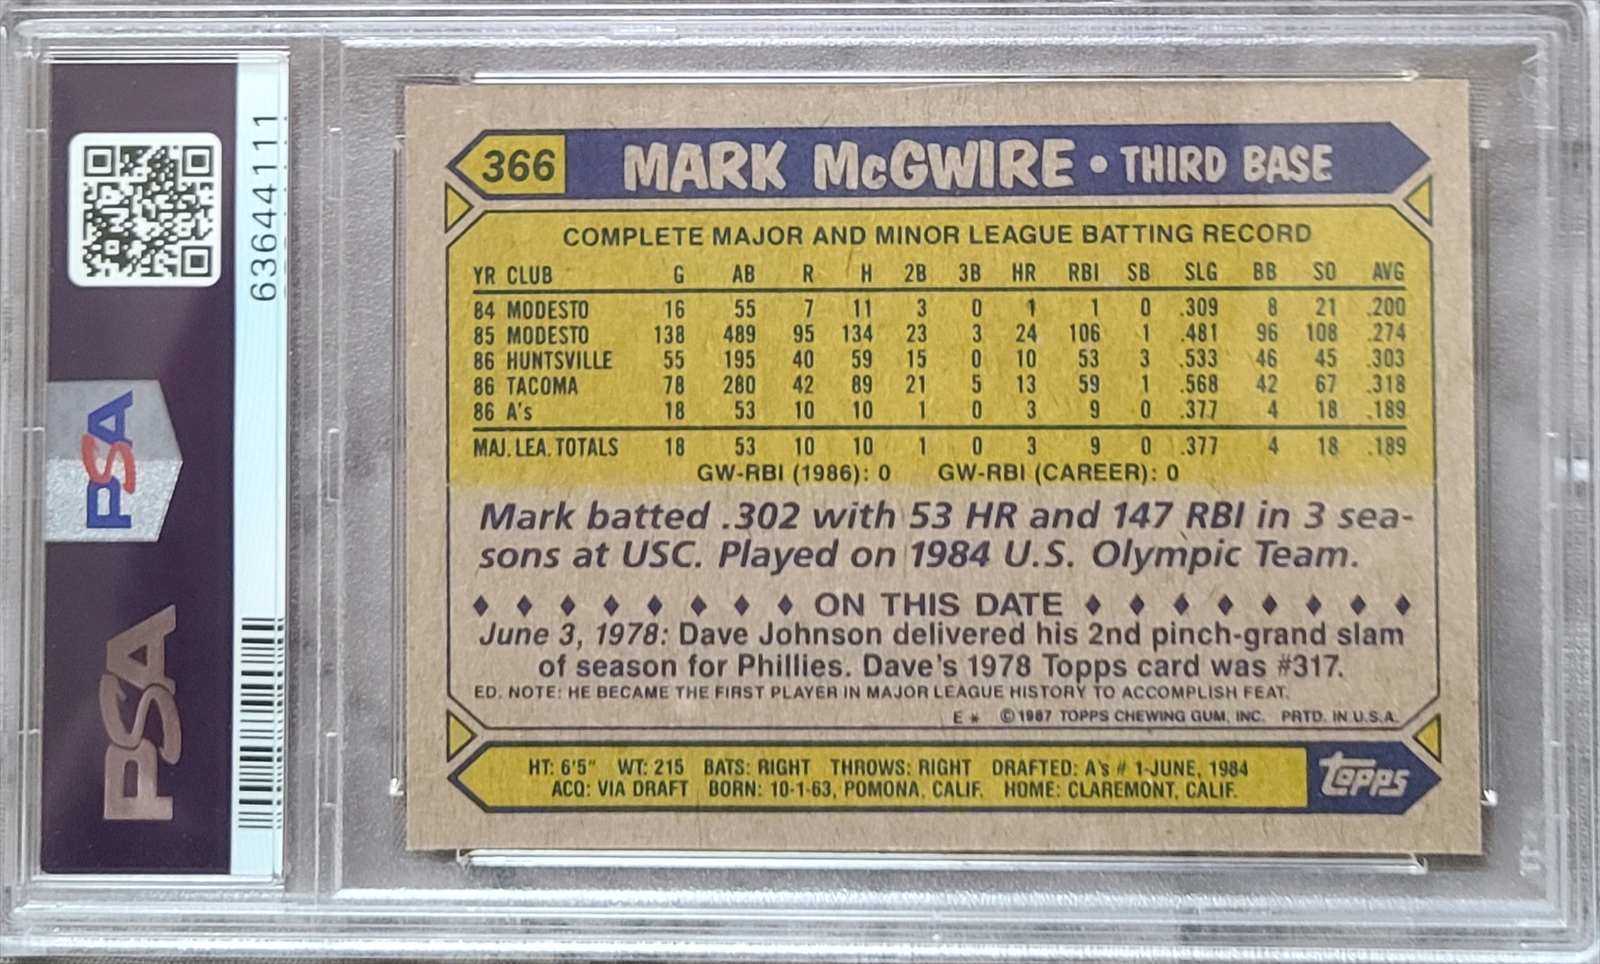 63644111
PSA
PSA
366 MARK McGWIRE • THIRD BASE
COMPLETE MAJOR AND MINOR LEAGUE BATTING RECORD
YR CLUB G AB R H 2B 3B HR RBI SB SLG BB SO AVG
84 MODESTO 16 55 7 11 3 0 1 1 0 .309 8 21 .200
85 MODESTO 138 489 95 134 23 3 24 106 1 .481 96 108 .274
86 HUNTSVILLE 55 195 40 59 15 0 10 53 3 .533 46 45 .303
86 TACOMA 78 280 42 89 21 5 13 59 1 .568 42 67 .318
86 A's 18 53 10 10 1 0 3 9 0 .377 4 18 .189
MAJ. LEA. TOTALS 18 53 10 10 1 0 3 9 0 .377 4 18 .189
GW-RBI (1986): 0 GW-RBI (CAREER): 0
Mark batted .302 with 53 HR and 147 RBI in 3 sea-
sons at USC. Played on 1984 U.S. Olympic Team.
♦ ♦ ♦ ♦ ♦ ♦ ♦ ♦ ON THIS DATE ♦ ♦ ♦ ♦ ♦ ♦ ♦ ♦
June 3, 1978: Dave Johnson delivered his 2nd pinch-grand slam
of season for Phillies. Dave's 1978 Topps card was #317.
ED. NOTE: HE BECAME THE FIRST PLAYER IN MAJOR LEAGUE HISTORY TO ACCOMPLISH FEAT.
E * ©1987 TOPPS CHEWING GUM, INC. PRTD. IN U.S.A.
HT: 6'5" WT: 215 BATS: RIGHT THROWS: RIGHT DRAFTED: A's # 1-JUNE, 1984
ACQ: VIA DRAFT BORN: 10-1-63, POMONA, CALIF. HOME: CLAREMONT, CALIF.
topps